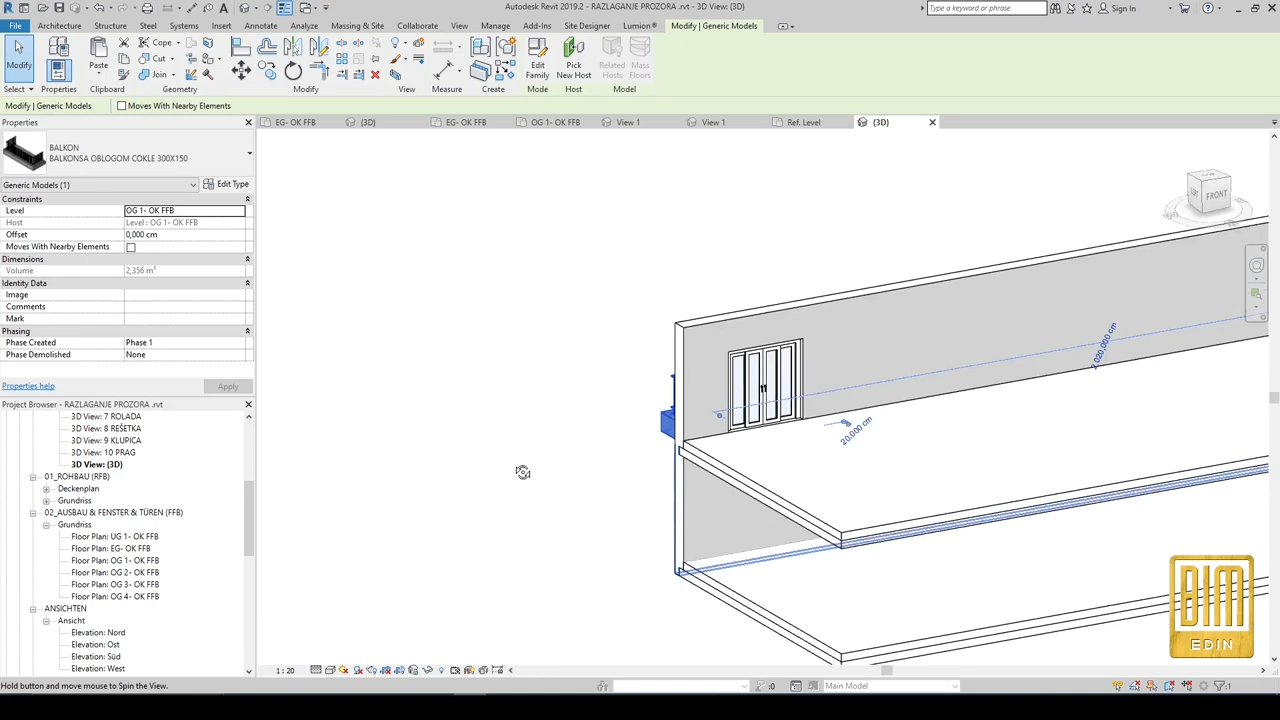 Autodesk Revit 2019.2 - RAZLAGANJE PROZORA .rvt - 3D View: {3D}
Type a keyword or phrase
Sign In
File Architecture Structure Steel Systems Insert Annotate Analyze Massing & Site Collaborate View Manage Add-Ins Site Designer Lumion® Modify | Generic Models
Modify
Paste
Cope
Cut
Join
Edit Family
Pick New Host
Related Hosts
Mass Floors
Select Properties Clipboard Geometry Modify View Measure Create Mode Host Model
Modify | Generic Models Moves With Nearby Elements
Properties
EG- OK FFB {3D} EG- OK FFB OG 1- OK FFB View 1 View 1 Ref. Level {3D}
BALKON
BALKONSA OBLOGOM COKLE 300X150
Generic Models (1) Edit Type
Constraints
Level OG 1- OK FFB
Host Level : OG 1- OK FFB
Offset 0,000 cm
Moves With Nearby Elements
Dimensions
Volume 2,356 m³
Identity Data
Image
Comments
Mark
Phasing
Phase Created Phase 1
Phase Demolished None
Properties help Apply
Project Browser - RAZLAGANJE PROZORA .rvt
3D View: 7 ROLADA
3D View: 8 REŠETKA
3D View: 9 KLUPICA
3D View: 10 PRAG
3D View: {3D}
01_ROHBAU (RFB)
Deckenplan
Grundriss
02_AUSBAU & FENSTER & TÜREN (FFB)
Grundriss
Floor Plan: UG 1- OK FFB
Floor Plan: EG- OK FFB
Floor Plan: OG 1- OK FFB
Floor Plan: OG 2- OK FFB
Floor Plan: OG 3- OK FFB
Floor Plan: OG 4- OK FFB
ANSICHTEN
Ansicht
Elevation: Nord
Elevation: Ost
Elevation: Süd
Elevation: West
FRONT
20,000 cm
BIM
EDIN
1 : 20
Hold button and move mouse to Spin the View.
:0
Main Model
:1